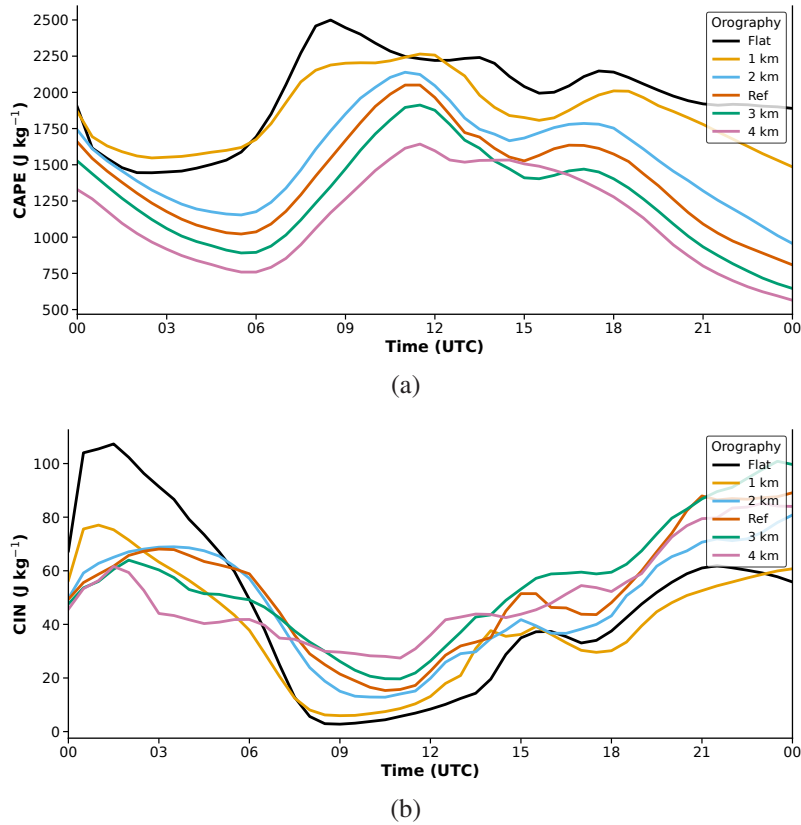 2500
2250
2000
1750
1500
1250
1000
750
500
CAPE (J kg⁻¹)
Orography
Flat
1 km
2 km
Ref
3 km
4 km
00 03 06 09 12 15 18 21 00
Time (UTC)
(a)
100
80
60
40
20
0
CIN (J kg⁻¹)
Orography
Flat
1 km
2 km
Ref
3 km
4 km
00 03 06 09 12 15 18 21 00
Time (UTC)
(b)